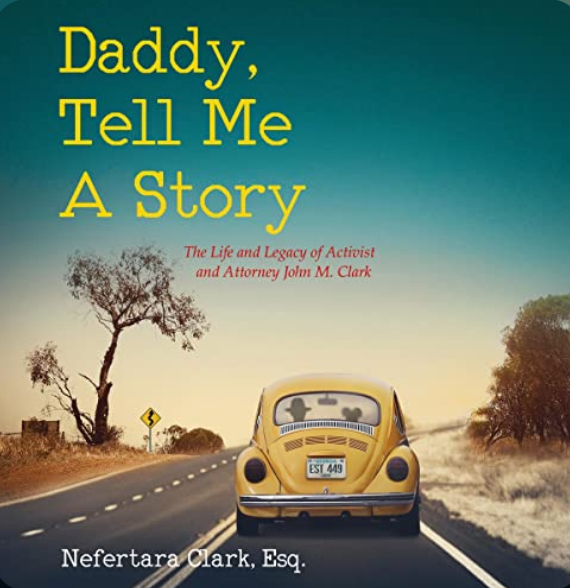 Daddy,
Tell Me
A Story
The Life and Legacy of Activist
and Attorney John M. Clark
EST 449
Nefertara Clark, Esq.